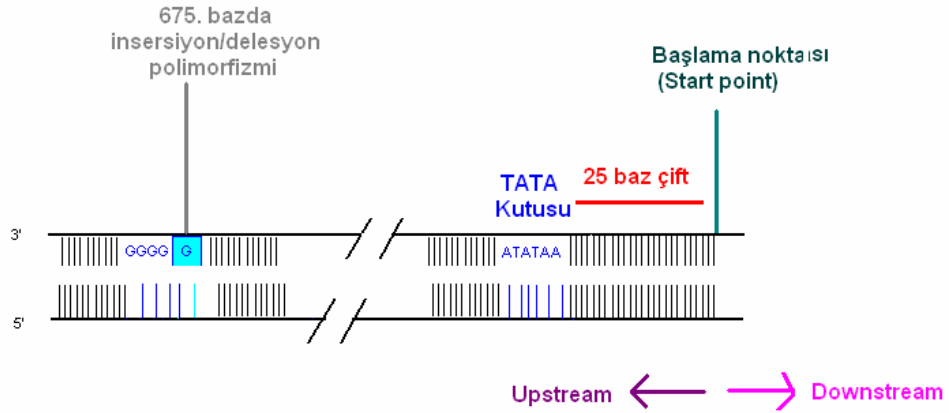 675. bazda
insersiyon/delesyon
polimorfizmi
Başlama noktası
(Start point)
TATA
Kutusu
25 baz çift
3'
GGGG G
ATATAA
5'
Upstream
Downstream